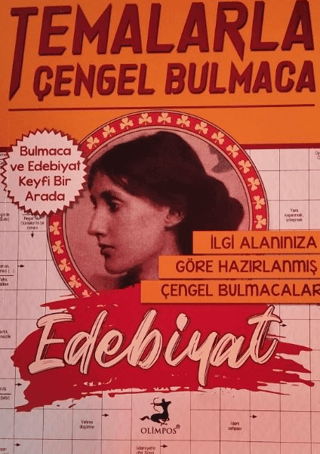 TEMALARLA
ÇENGEL BULMACA
Bulmaca
ve Edebiyat
Keyfi Bir
Arada
İLGİ ALANINIZA
GÖRE HAZIRLANMIŞ
ÇENGEL BULMACALAR
Edebiyat
OLİMPOS